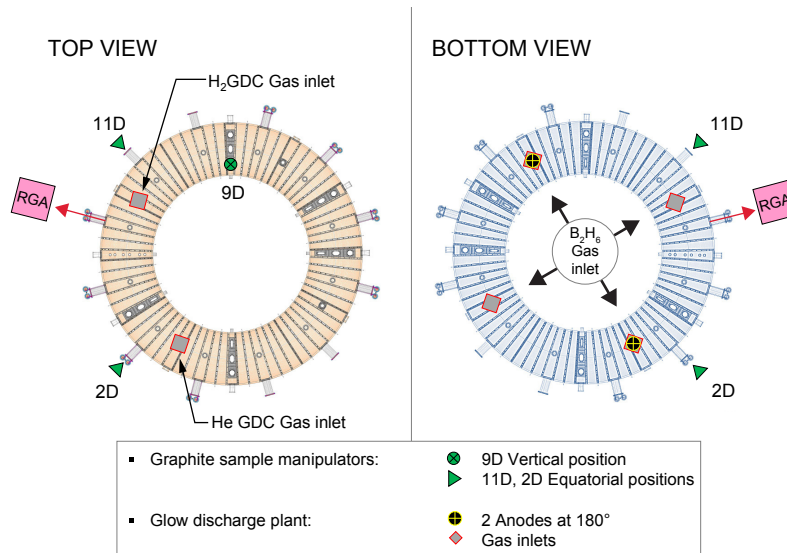 TOP VIEW
H₂GDC Gas inlet
11D
9D
RGA
2D
He GDC Gas inlet
BOTTOM VIEW
11D
RGA
B₂H₆
Gas
inlet
2D
▪ Graphite sample manipulators:
9D Vertical position
11D, 2D Equatorial positions
▪ Glow discharge plant:
2 Anodes at 180°
Gas inlets